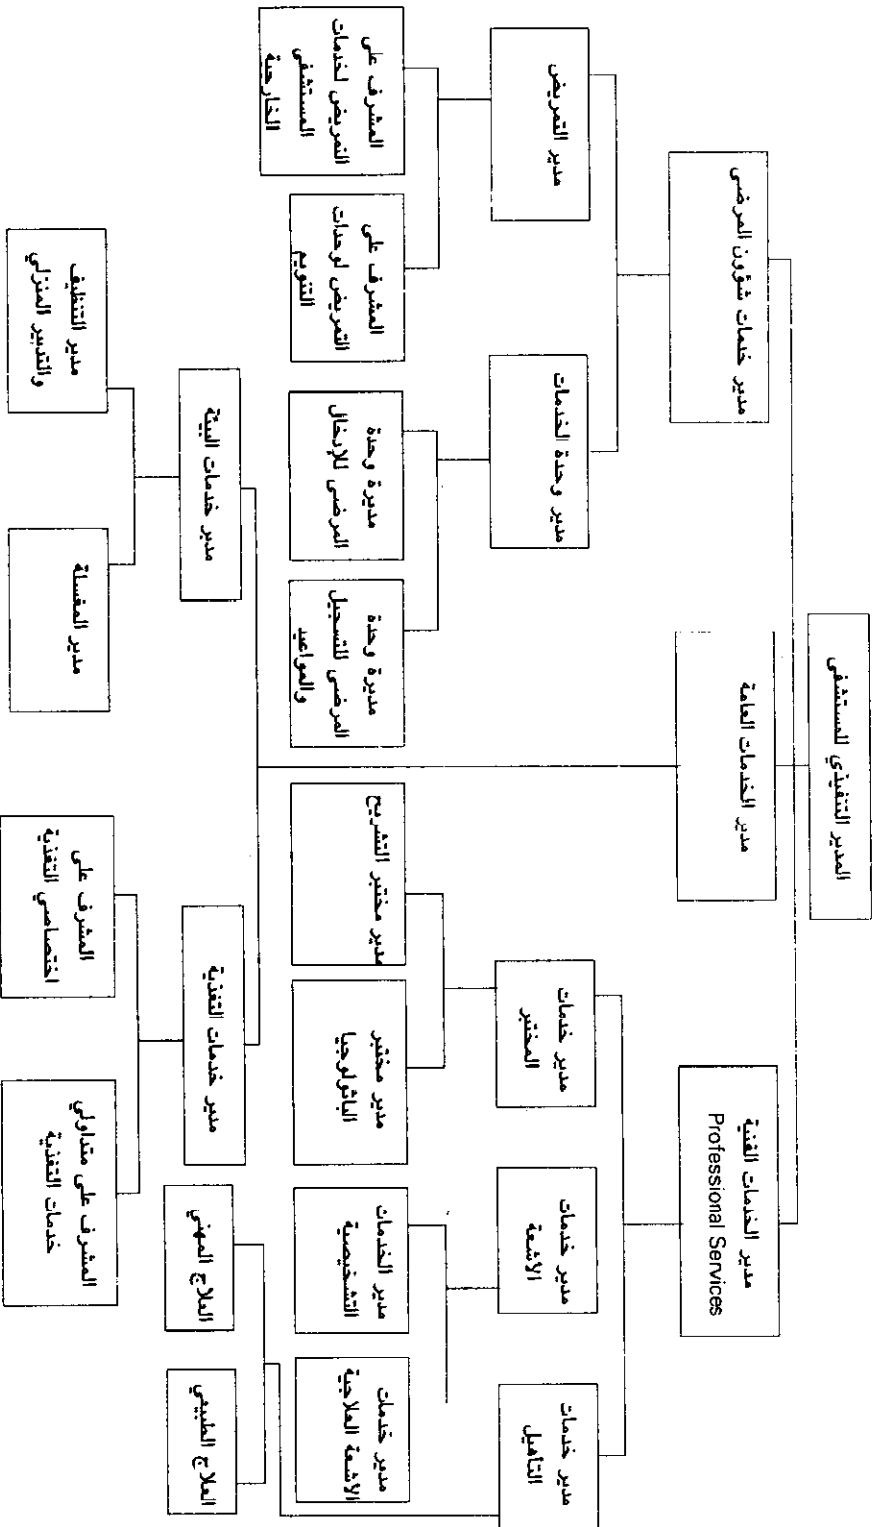 المدير التنفيذي للمستشفى
مدير خدمات شؤون المرضى
مدير الخدمات العامة
مدير الخدمات الفنية
Professional Services
مدير التمريض
مدير وحدة الخدمات
مدير خدمات
المختبر
مدير خدمات
الأشعة
مدير خدمات
التأهيل
المشرف على
التمريض لخدمات
المستشفى
الخارجية
المشرف على
التمريض لوحدات
التنويم
مديرة وحدة
المرضى للإدخال
مديرة وحدة
المرضى للتسجيل
والمواعيد
مدير مختبر التشريح
مدير مختبر
الباثولوجيا
مدير الخدمات
التشخيصية
مدير خدمات
الأشعة العلاجية
مدير خدمات البيئة
مدير خدمات التغذية
العلاج المهني
العلاج الطبيعي
مدير التنظيف
والتدبير المنزلي
مدير المغسلة
المشرف على
اختصاصي التغذية
المشرف على متداولي
خدمات التغذية